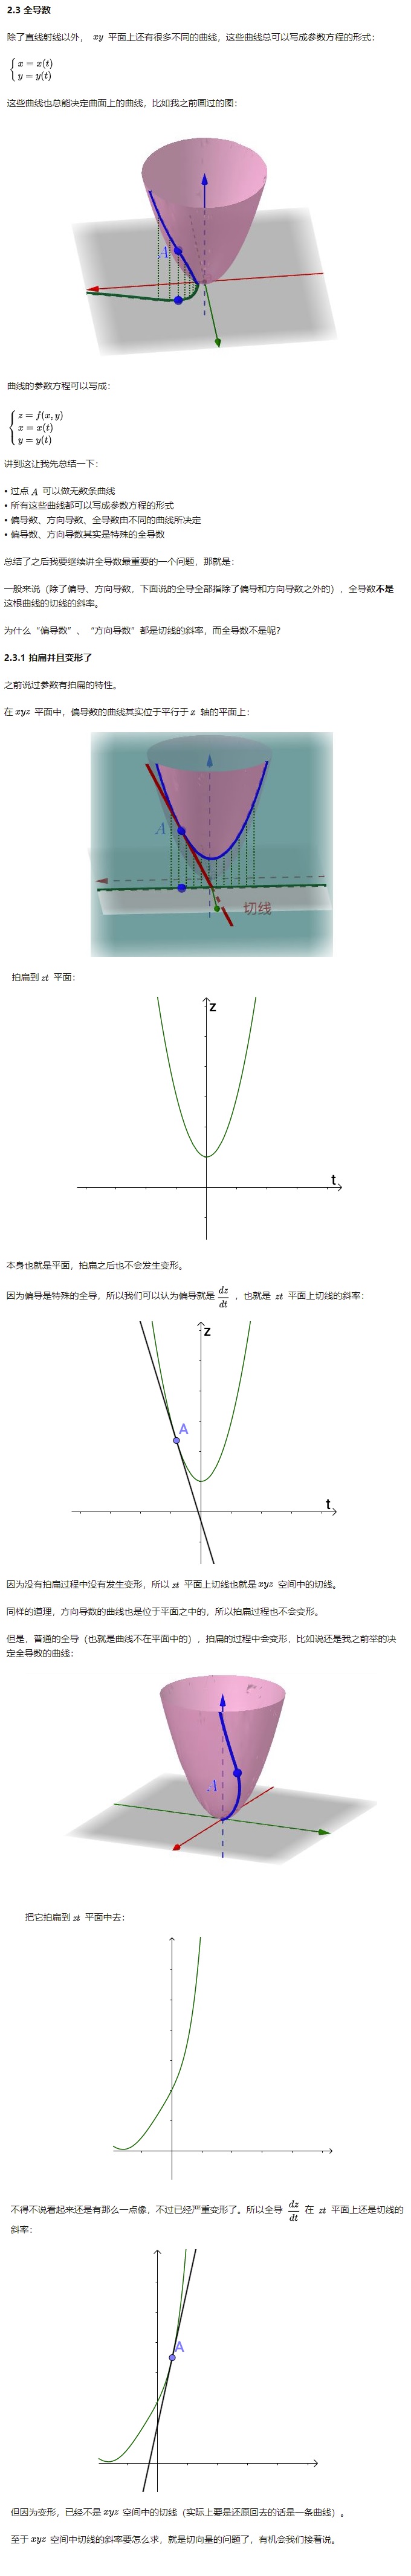 2.3 全导数
除了直线射线以外， xy 平面上还有很多不同的曲线，这些曲线总可以写成参数方程的形式：
{ x = x(t)
y = y(t)
这些曲线也总能决定曲面上的曲线，比如我之前画过的图：
A
曲线的参数方程可以写成：
{ z = f(x, y)
x = x(t)
y = y(t)
讲到这让我先总结一下：
• 过点 A 可以做无数条曲线
• 所有这些曲线都可以写成参数方程的形式
• 偏导数、方向导数、全导数由不同的曲线所决定
• 偏导数、方向导数其实是特殊的全导数
总结了之后我要继续讲全导数最重要的一个问题，那就是：
一般来说（除了偏导、方向导数，下面说的全导全部指除了偏导和方向导数之外的），全导数不是
这根曲线的切线的斜率。
为什么“偏导数”、“方向导数”都是切线的斜率，而全导数不是呢？
2.3.1 拍扁并且变形了
之前说过参数有拍扁的特性。
在 xyz 平面中，偏导数的曲线其实位于平行于 x 轴的平面上：
A
切线
拍扁到 zt 平面：
z
t
本身也就是平面，拍扁之后也不会发生变形。
因为偏导是特殊的全导，所以我们可以认为偏导就是 dz/dt ，也就是 zt 平面上切线的斜率：
z
A
t
因为没有拍扁过程中没有发生变形，所以 zt 平面上切线也就是 xyz 空间中的切线。
同样的道理，方向导数的曲线也是位于平面之中的，所以拍扁过程也不会变形。
但是，普通的全导（也就是曲线不在平面中的），拍扁的过程中会变形，比如说还是我之前举的决
定全导数的曲线：
A
把它拍扁到 zt 平面中去：
不得不说看起来还是有那么一点像，不过已经严重变形了。所以全导 dz/dt 在 zt 平面上还是切线的
斜率：
A
但因为变形，已经不是 xyz 空间中的切线（实际上要是还原回去的话是一条曲线）。
至于 xyz 空间中切线的斜率要怎么求，就是切向量的问题了，有机会我们接着说。